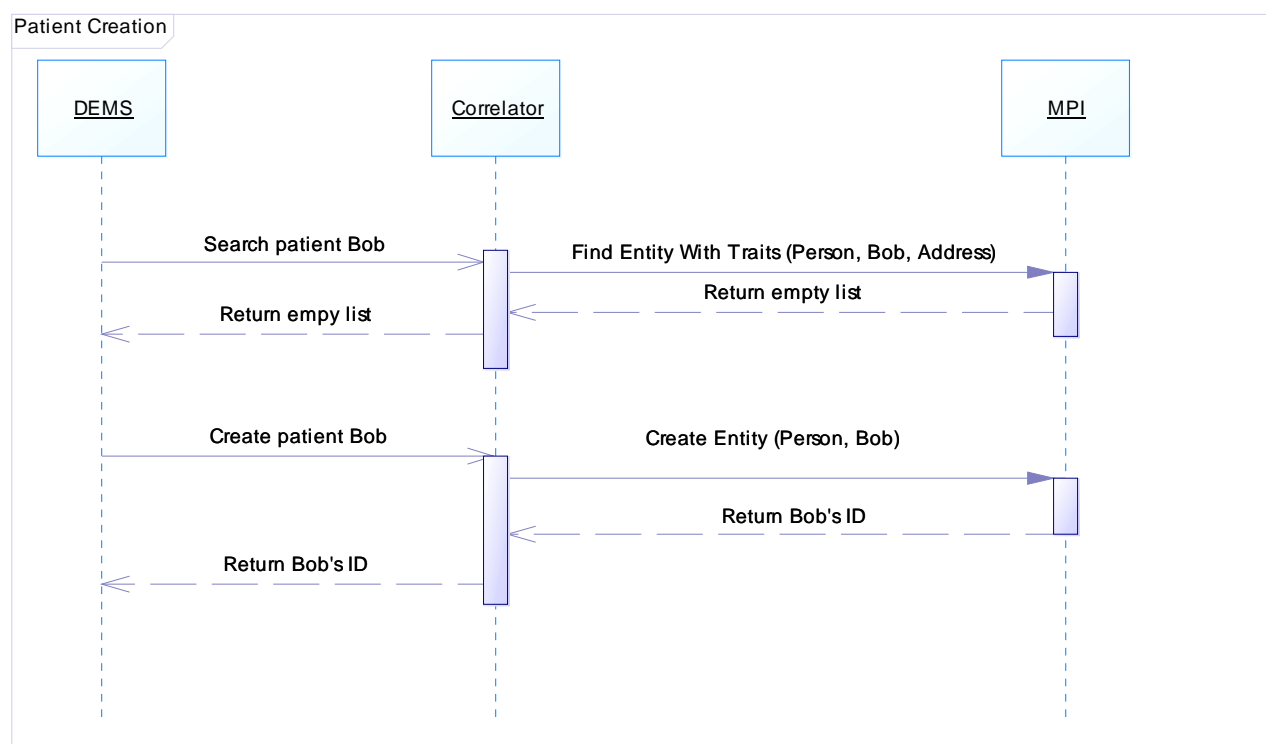 Patient Creation
DEMS
Correlator
MPI
Search patient Bob
Find Entity With Traits (Person, Bob, Address)
Return empty list
Return empy list
Create patient Bob
Create Entity (Person, Bob)
Return Bob's ID
Return Bob's ID